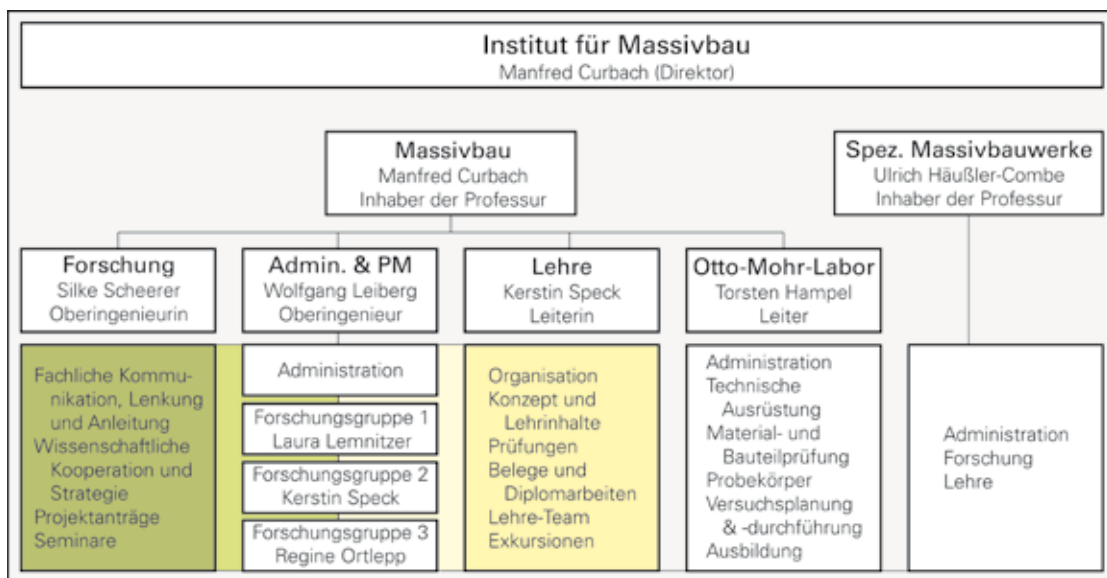 Institut für Massivbau
Manfred Curbach (Direktor)
Massivbau
Manfred Curbach
Inhaber der Professur
Spez. Massivbauwerke
Ulrich Häußler-Combe
Inhaber der Professur
Forschung
Silke Scheerer
Oberingenieurin
Admin. & PM
Wolfgang Leiberg
Oberingenieur
Lehre
Kerstin Speck
Leiterin
Otto-Mohr-Labor
Torsten Hampel
Leiter
Fachliche Kommu-
nikation, Lenkung
und Anleitung
Wissenschaftliche
Kooperation und
Strategie
Projektanträge
Seminare
Administration
Forschungsgruppe 1
Laura Lemnitzer
Forschungsgruppe 2
Kerstin Speck
Forschungsgruppe 3
Regine Ortlepp
Organisation
Konzept und
Lehrinhalte
Prüfungen
Belege und
Diplomarbeiten
Lehre-Team
Exkursionen
Administration
Technische
Ausrüstung
Material- und
Bauteilprüfung
Probekörper
Versuchsplanung
& -durchführung
Ausbildung
Administration
Forschung
Lehre